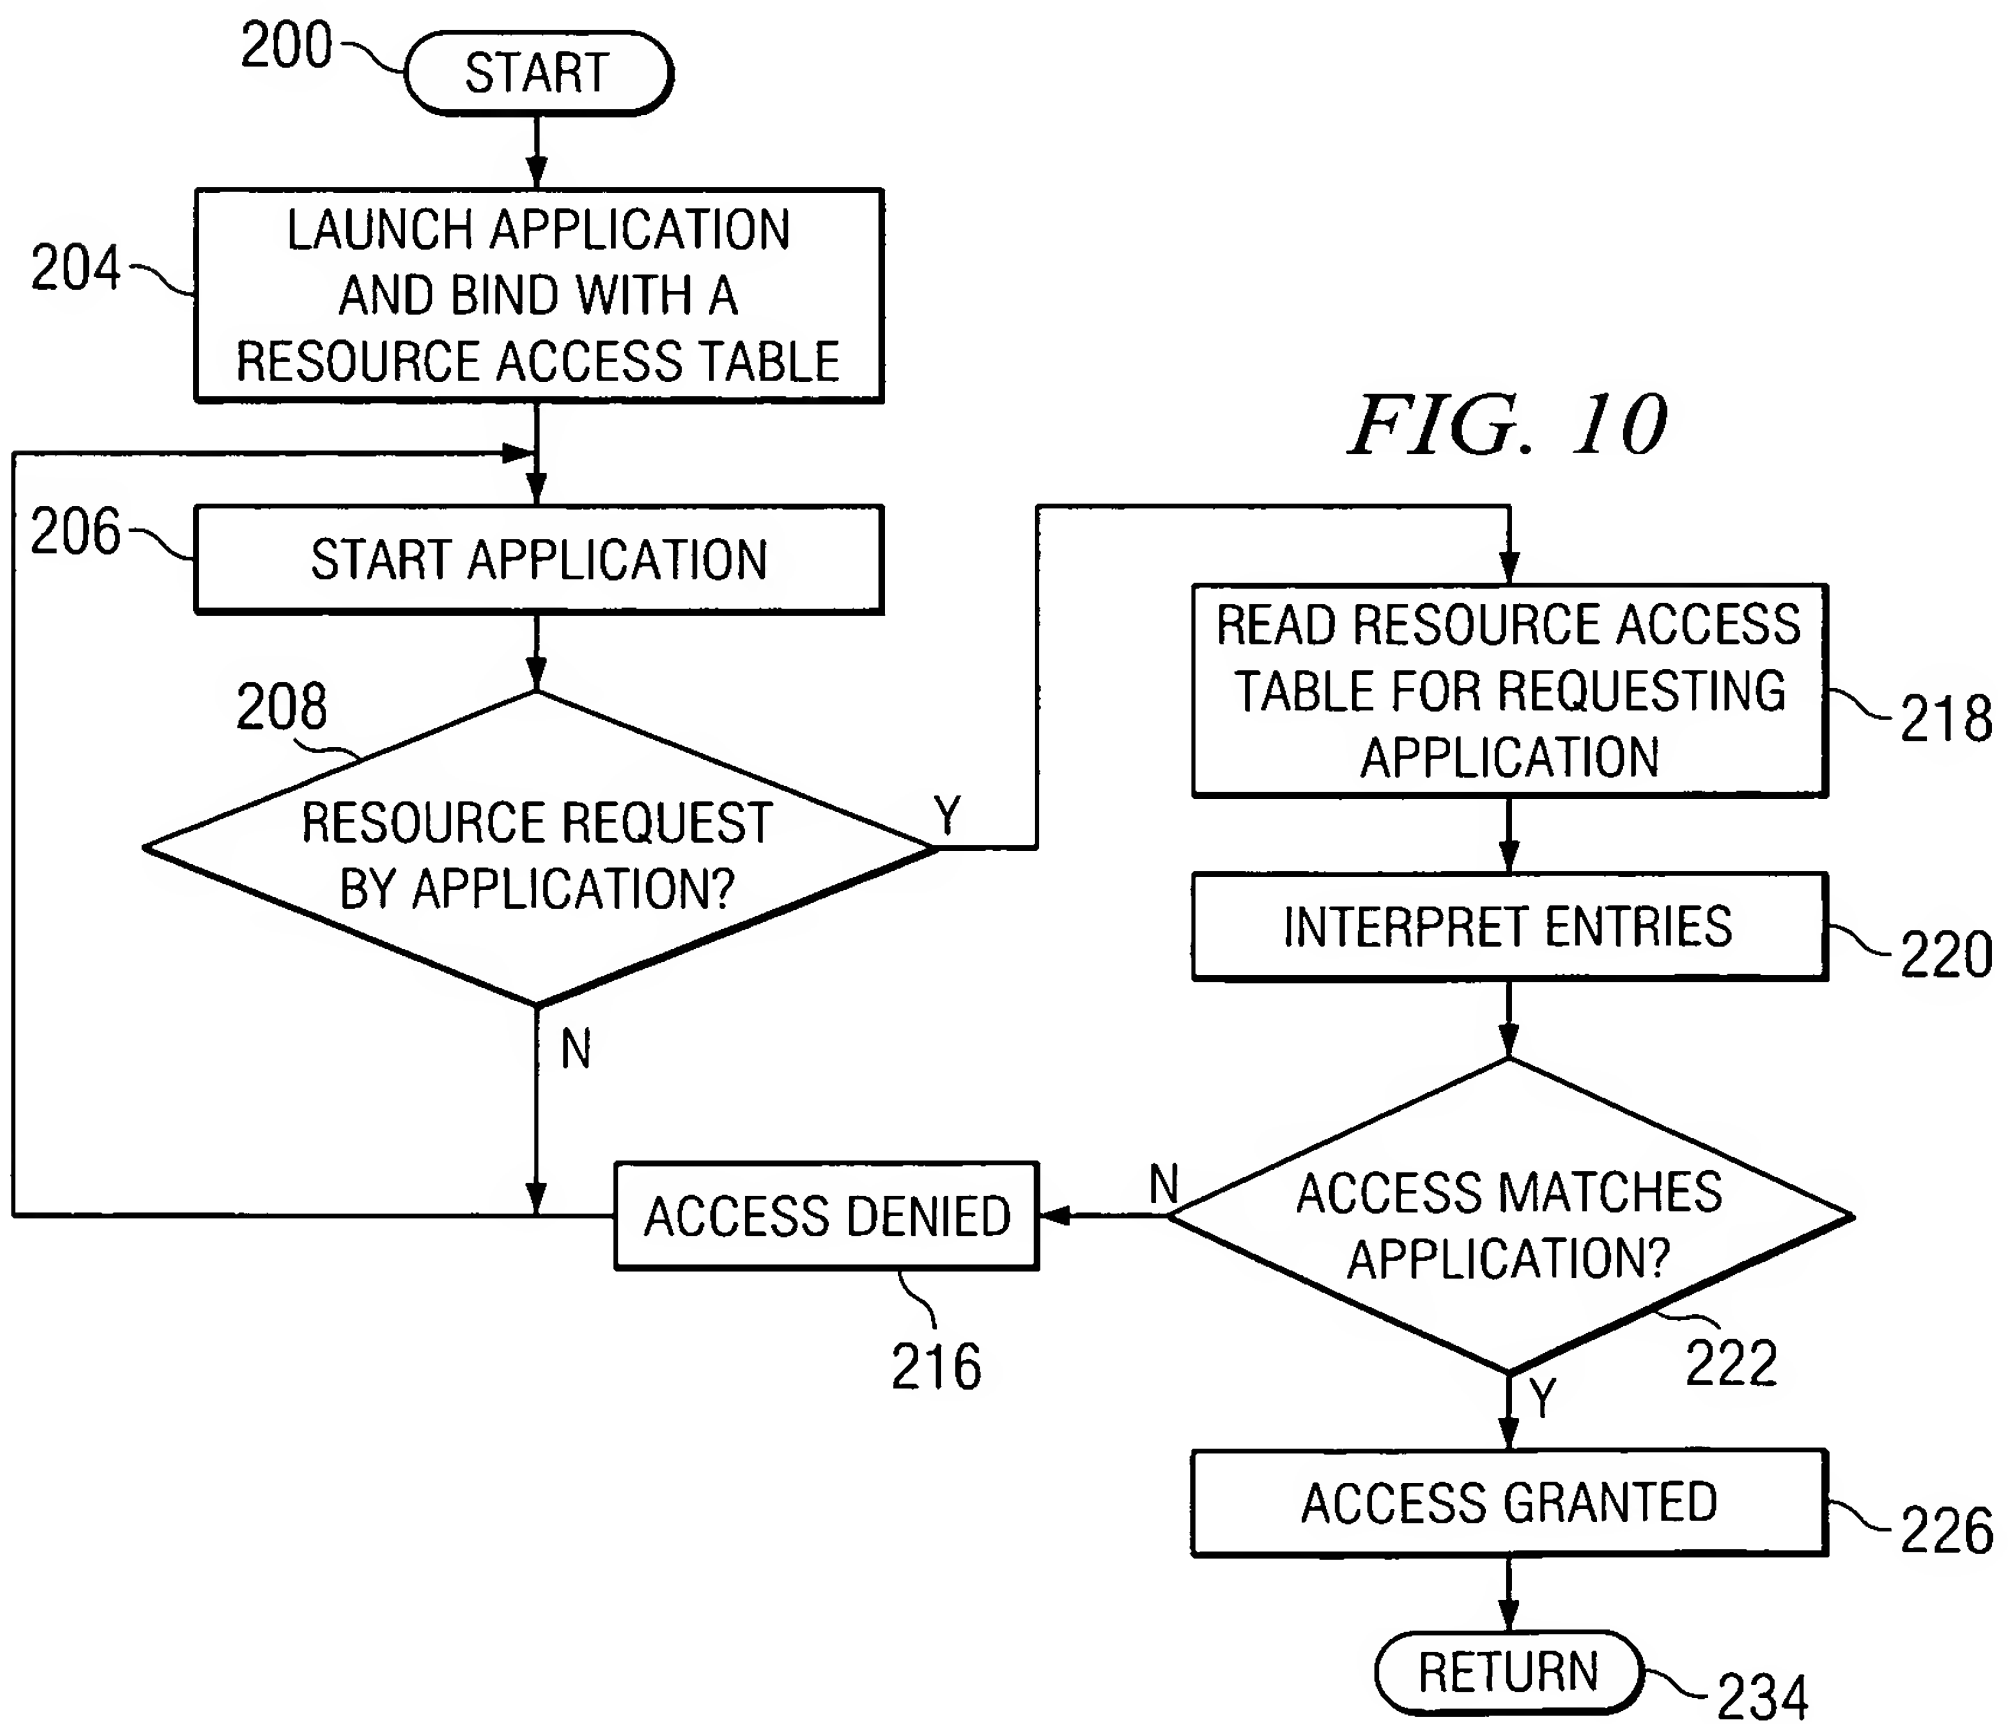 200
START
204
LAUNCH APPLICATION
AND BIND WITH A
RESOURCE ACCESS TABLE
FIG. 10
206
START APPLICATION
208
RESOURCE REQUEST
BY APPLICATION?
Y
N
READ RESOURCE ACCESS
TABLE FOR REQUESTING
APPLICATION
218
INTERPRET ENTRIES
220
ACCESS MATCHES
APPLICATION?
222
N
ACCESS DENIED
216
Y
ACCESS GRANTED
226
RETURN
234